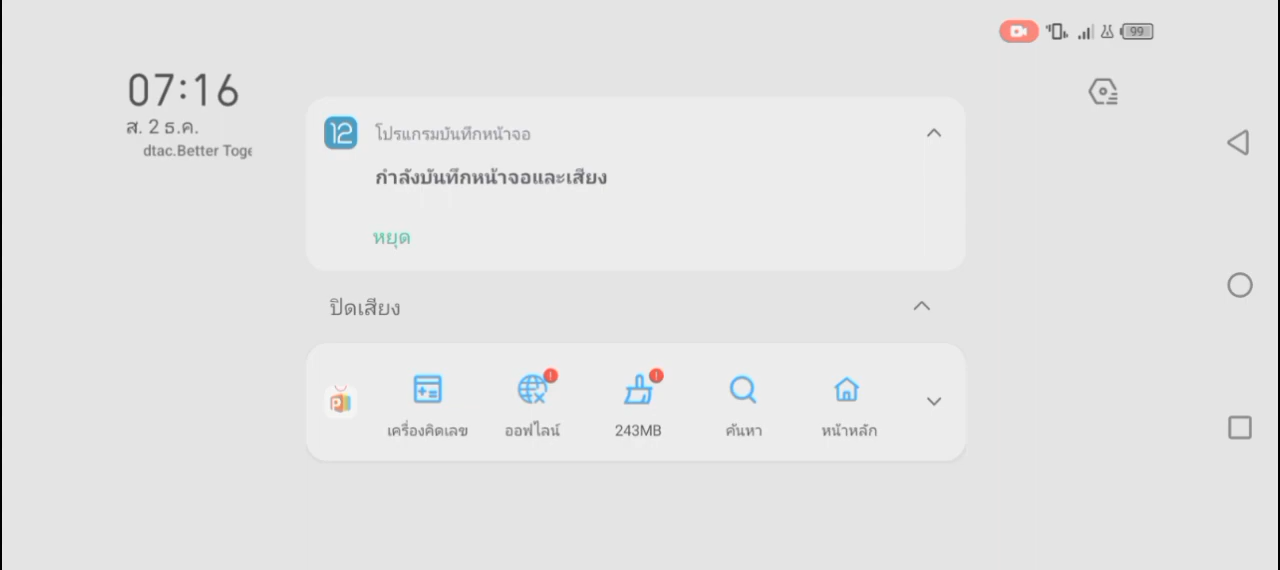 99
07:16
ส. 2 ธ.ค.
dtac.Better Toge
12 โปรแกรมบันทึกหน้าจอ
กำลังบันทึกหน้าจอและเสียง
หยุด
ปิดเสียง
เครื่องคิดเลข ออฟไลน์ 243MB ค้นหา หน้าหลัก